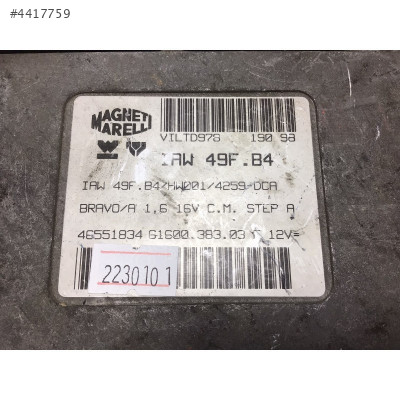 #4417759
MAGNETI
MARELLI
VILTD97S 190 98
IAW 49F.B4
IAW 49F.B4/HW001/4259-DCA
BRAVO/A 1,6 16V C.M. STEP A
46551834 61600.383.03 T 12V=
2230101